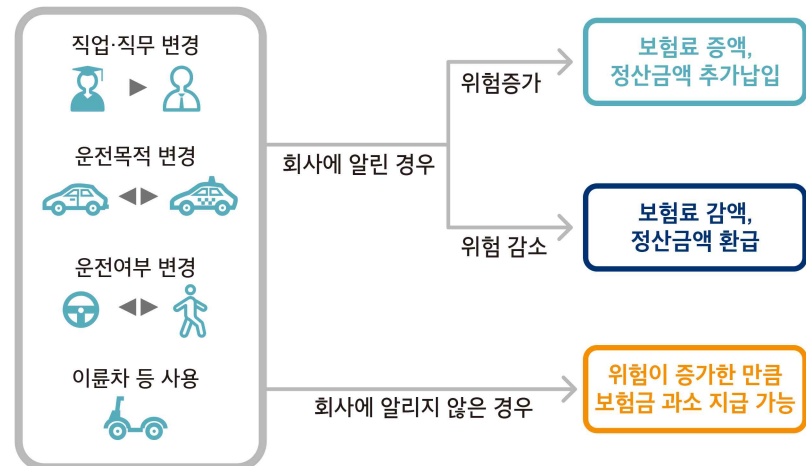 직업·직무 변경
운전목적 변경
운전여부 변경
이륜차 등 사용
회사에 알린 경우
위험증가
보험료 증액,
정산금액 추가납입
위험 감소
보험료 감액,
정산금액 환급
회사에 알리지 않은 경우
위험이 증가한 만큼
보험금 과소 지급 가능